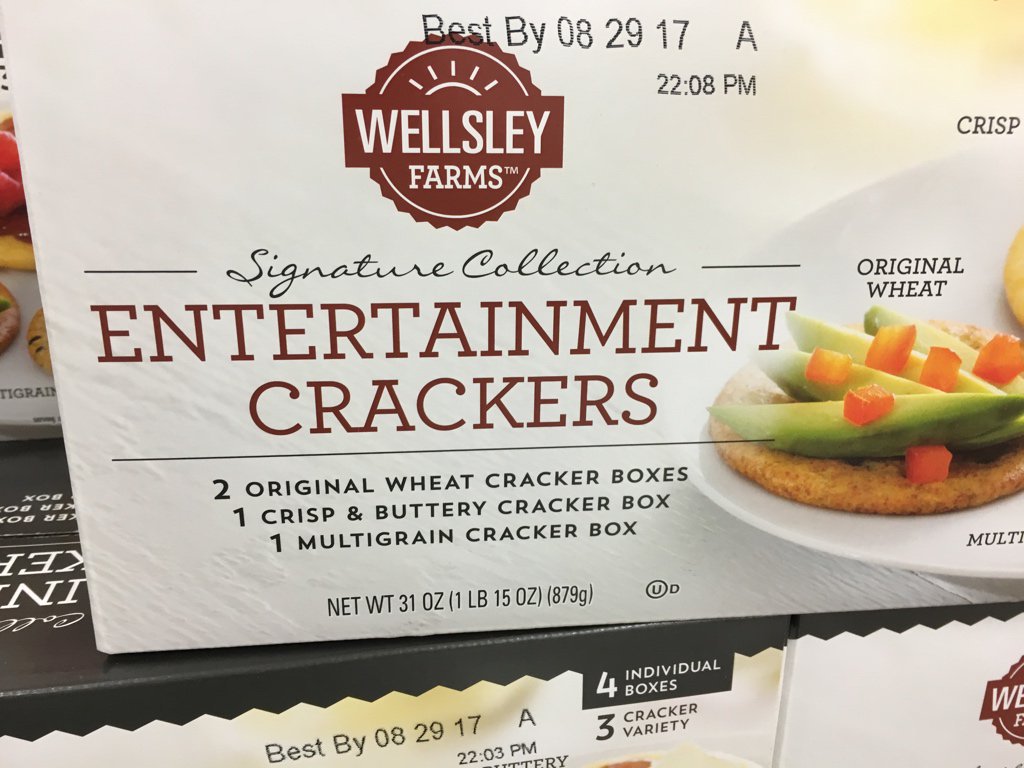 Best By 08 29 17 A
22:08 PM
WELLSLEY
FARMS™
CRISP
Signature Collection
ORIGINAL
WHEAT
ENTERTAINMENT
CRACKERS
2 ORIGINAL WHEAT CRACKER BOXES
1 CRISP & BUTTERY CRACKER BOX
1 MULTIGRAIN CRACKER BOX
MULTI
NET WT 31 OZ (1 LB 15 OZ) (879g)
U D
4 INDIVIDUAL
BOXES
3 CRACKER
VARIETY
Best By 08 29 17 A
22:03 PM
WE